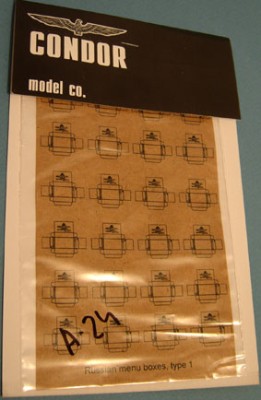 CONDOR
model co.
A-24
Russian menu boxes, type 1